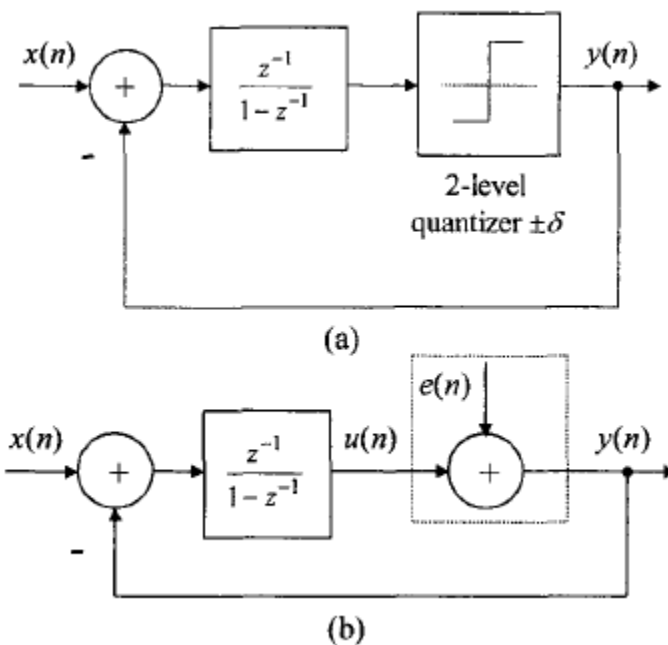 x(n)
y(n)
+
z⁻¹
1 − z⁻¹
-
2-level
quantizer ±δ
(a)
e(n)
x(n)
u(n)
y(n)
+
z⁻¹
1 − z⁻¹
+
-
(b)